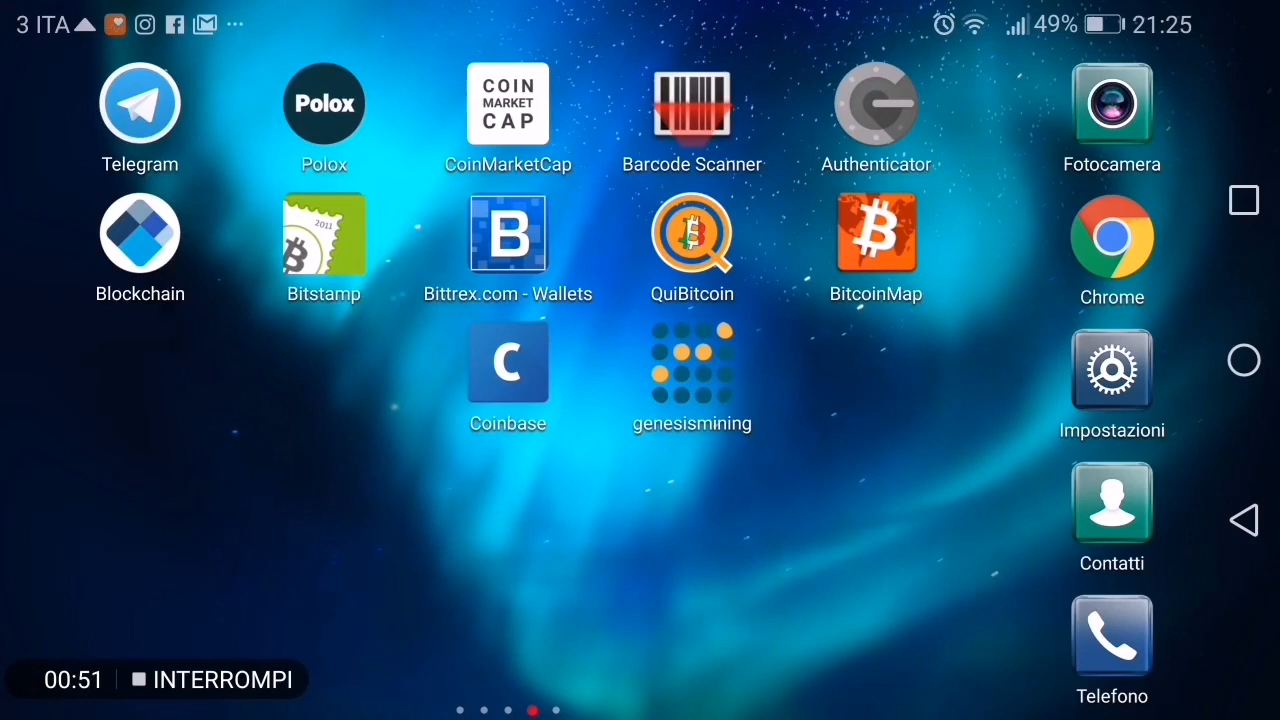 3 ITA
49% 21:25
Polox
COIN
MARKET
CAP
Telegram
Polox
CoinMarketCap
Barcode Scanner
Authenticator
Fotocamera
2011
B
Blockchain
Bitstamp
Bittrex.com - Wallets
QuiBitcoin
BitcoinMap
Chrome
C
Coinbase
genesismining
Impostazioni
Contatti
00:51 INTERROMPI
Telefono